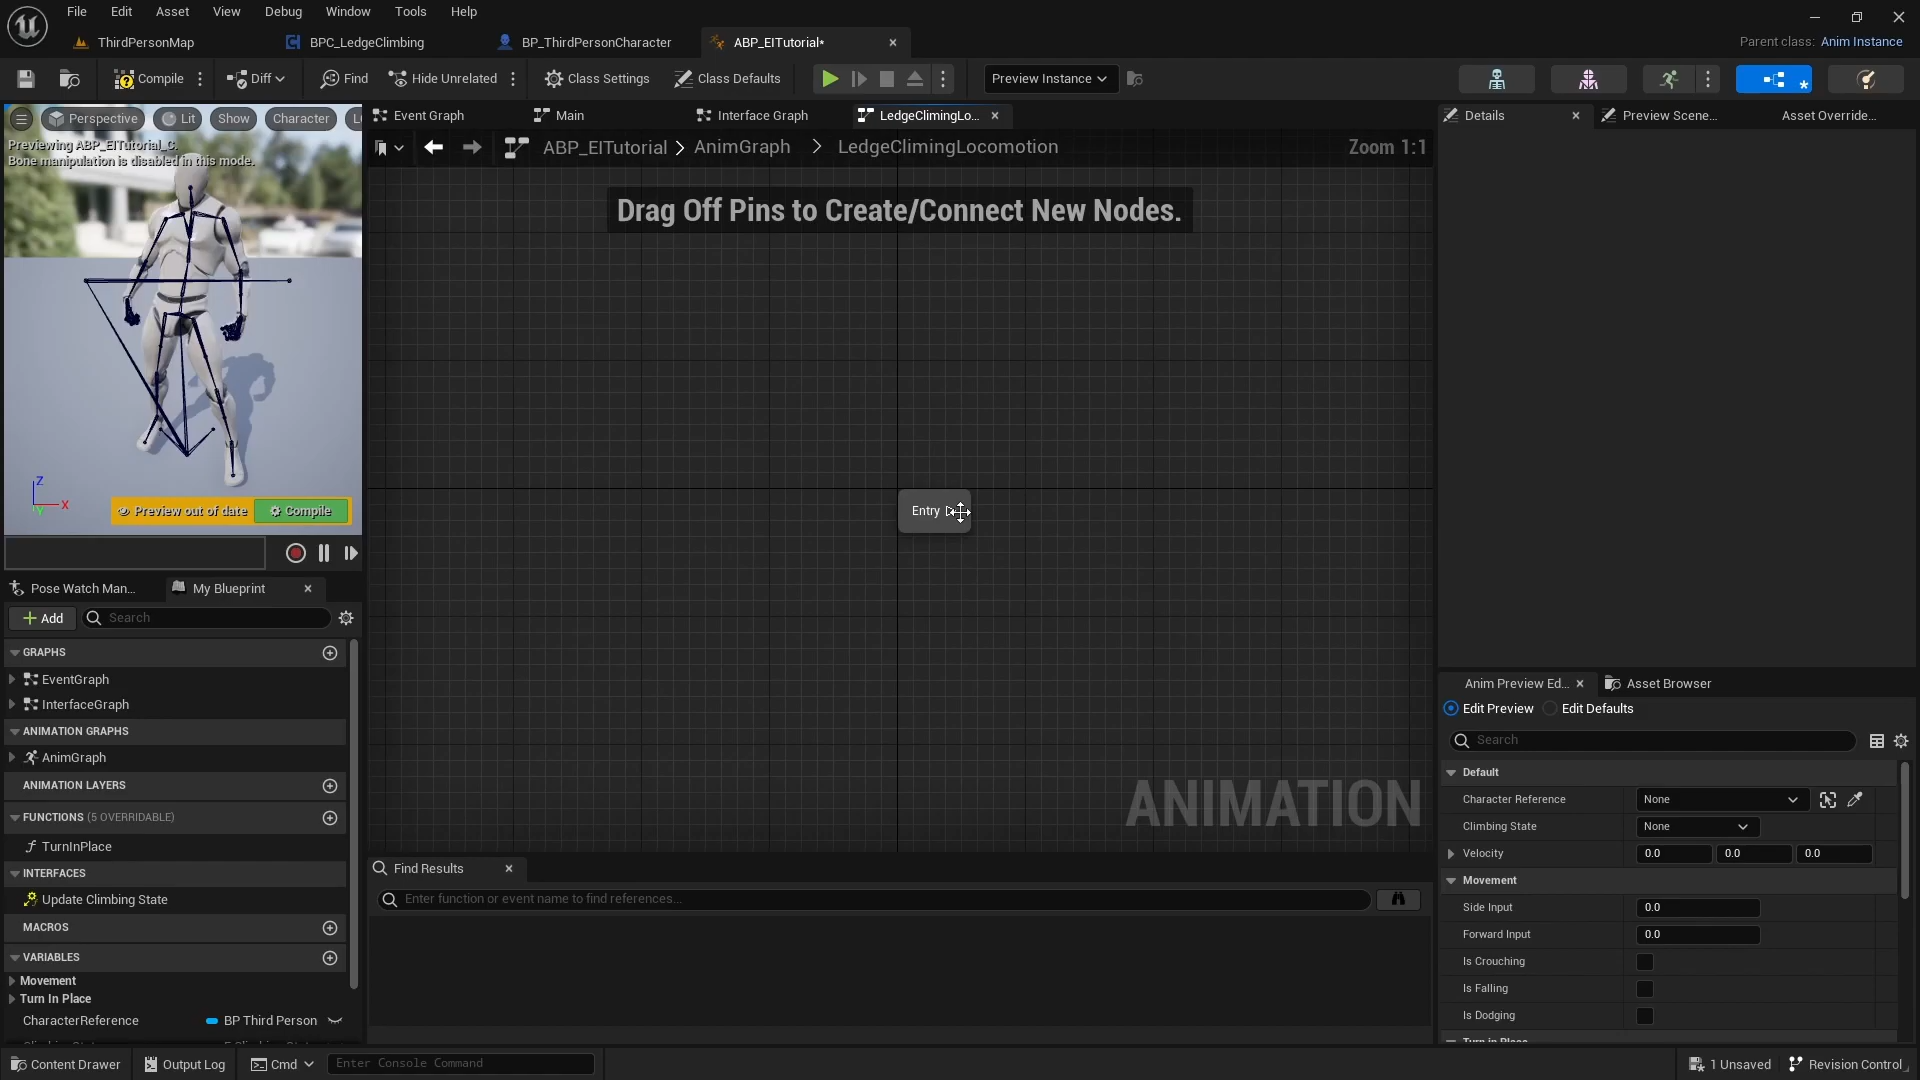 File Edit Asset View Debug Window Tools Help
ThirdPersonMap BPC_LedgeClimbing BP_ThirdPersonCharacter ABP_EITutorial*
Parent class: Anim Instance
Compile Diff Find Hide Unrelated Class Settings Class Defaults Preview Instance
Perspective Lit Show Character
Previewing ABP_EITutorial_C.
Bone manipulation is disabled in this mode.
Z
X
Y
Preview out of date Compile
Event Graph Main Interface Graph LedgeClimingLo...
ABP_EITutorial > AnimGraph > LedgeClimingLocomotion Zoom 1:1
Drag Off Pins to Create/Connect New Nodes.
Entry
ANIMATION
Pose Watch Man... My Blueprint
Add Search
GRAPHS
EventGraph
InterfaceGraph
ANIMATION GRAPHS
AnimGraph
ANIMATION LAYERS
FUNCTIONS (5 OVERRIDABLE)
TurnInPlace
INTERFACES
Update Climbing State
MACROS
VARIABLES
Movement
Turn In Place
CharacterReference BP Third Person
Find Results
Enter function or event name to find references...
Details Preview Scene... Asset Override...
Anim Preview Ed... Asset Browser
Edit Preview Edit Defaults
Search
Default
Character Reference None
Climbing State None
Velocity 0.0 0.0 0.0
Movement
Side Input 0.0
Forward Input 0.0
Is Crouching
Is Falling
Is Dodging
Turn in Place
Content Drawer Output Log Cmd Enter Console Command 1 Unsaved Revision Control